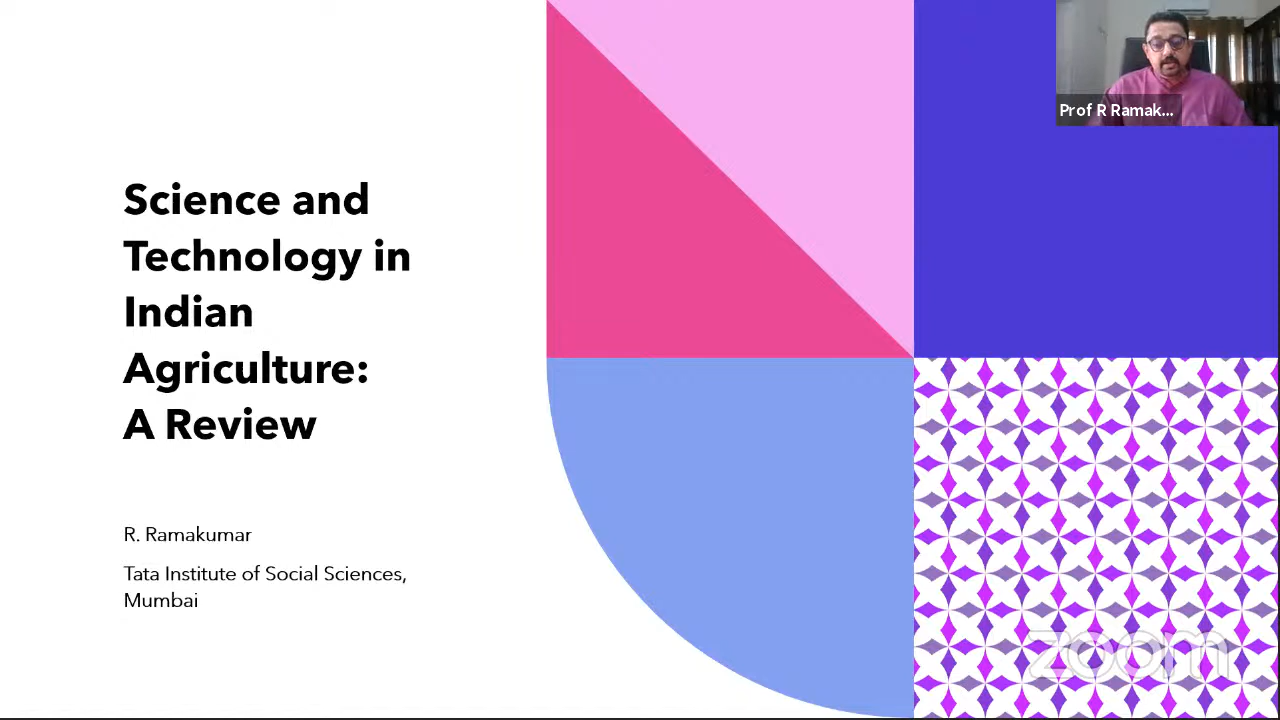 Prof R Ramak...
Science and
Technology in
Indian
Agriculture:
A Review
R. Ramakumar
Tata Institute of Social Sciences,
Mumbai
zoom